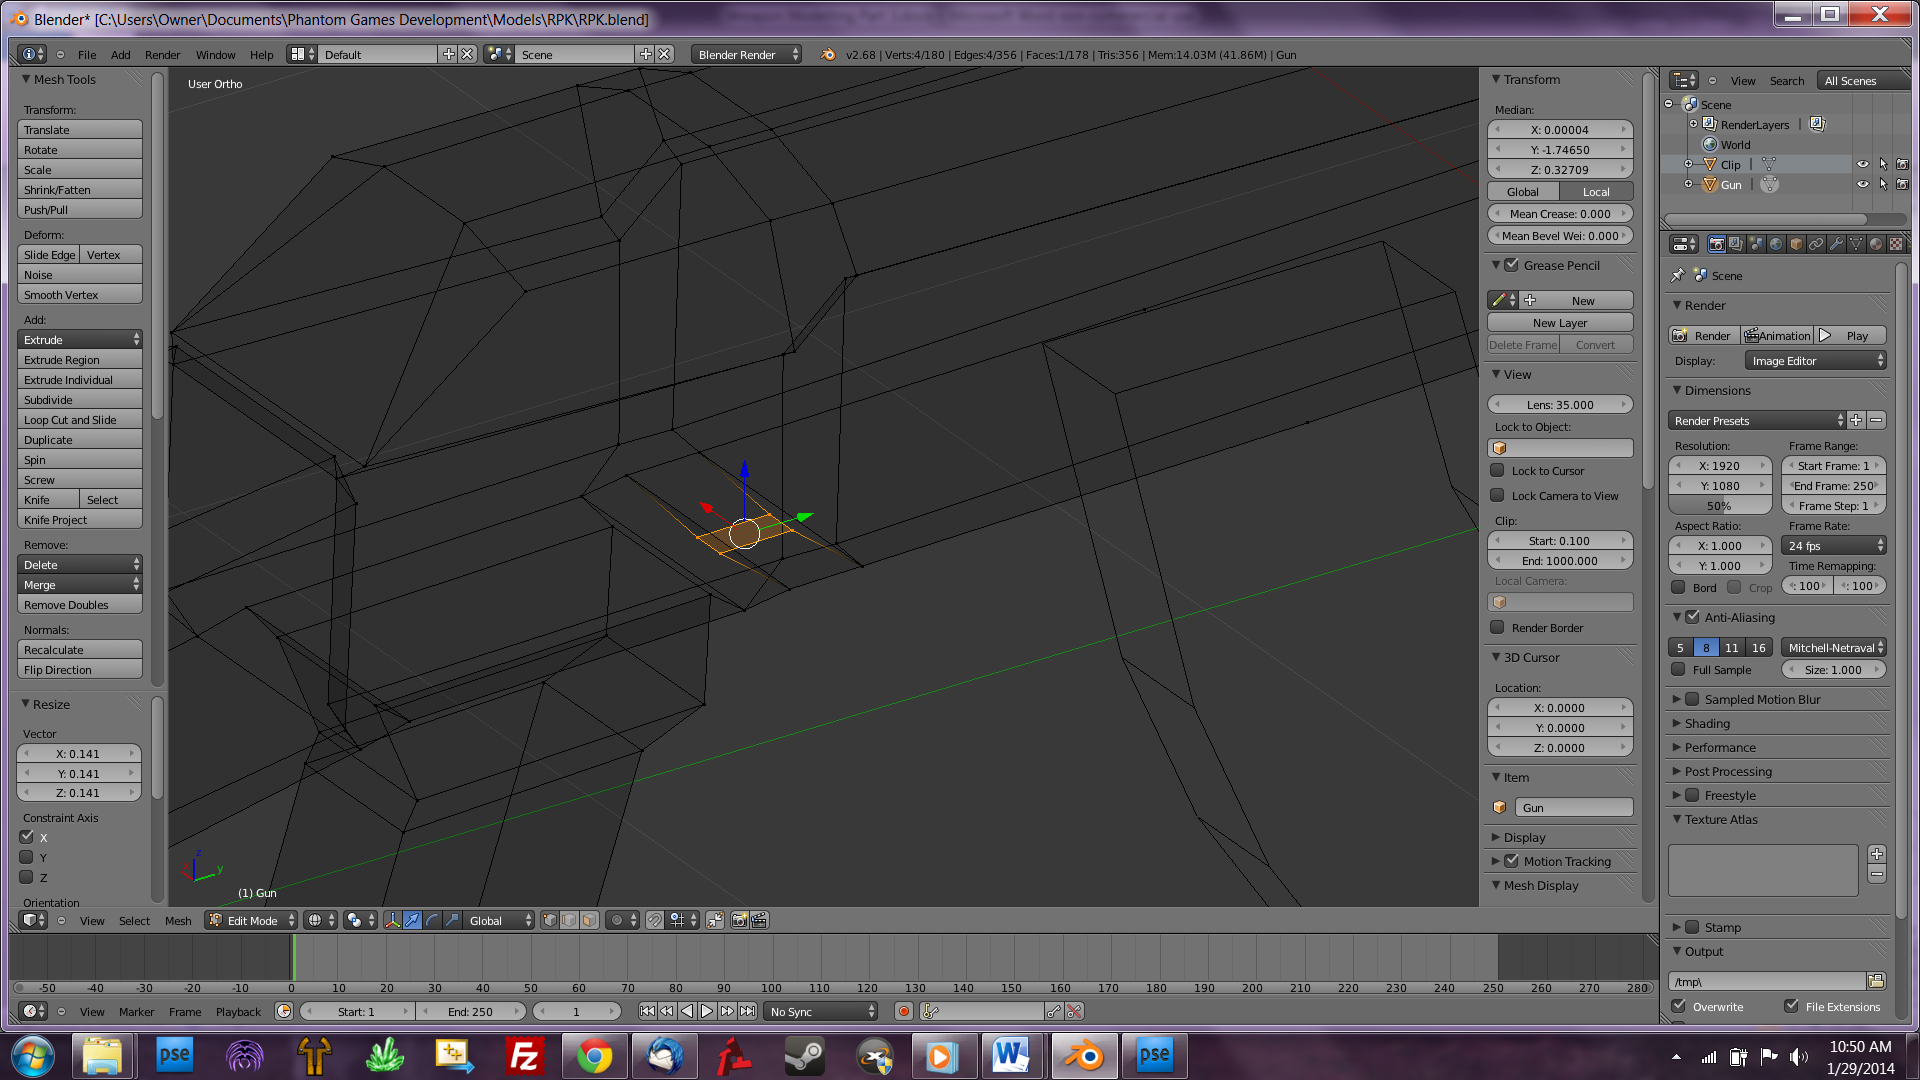 Blender* [C:\Users\Owner\Documents\Phantom Games Development\Models\RPK\RPK.blend]
File Add Render Window Help Default Scene Blender Render v2.68 | Verts:4/180 | Edges:4/356 | Faces:1/178 | Tris:356 | Mem:14.03M (41.86M) | Gun
Mesh Tools
Transform:
Translate
Rotate
Scale
Shrink/Fatten
Push/Pull
Deform:
Slide Edge Vertex
Noise
Smooth Vertex
Add:
Extrude
Extrude Region
Extrude Individual
Subdivide
Loop Cut and Slide
Duplicate
Spin
Screw
Knife Select
Knife Project
Remove:
Delete
Merge
Remove Doubles
Normals:
Recalculate
Flip Direction
Resize
Vector
X: 0.141
Y: 0.141
Z: 0.141
Constraint Axis
X
Y
Z
Orientation
User Ortho
z
y
(1) Gun
Transform
Median:
X: 0.00004
Y: -1.74650
Z: 0.32709
Global Local
Mean Crease: 0.000
Mean Bevel Wei: 0.000
Grease Pencil
New
New Layer
Delete Frame Convert
View
Lens: 35.000
Lock to Object:
Lock to Cursor
Lock Camera to View
Clip:
Start: 0.100
End: 1000.000
Local Camera:
Render Border
3D Cursor
Location:
X: 0.0000
Y: 0.0000
Z: 0.0000
Item
Gun
Display
Motion Tracking
Mesh Display
View Search All Scenes
Scene
RenderLayers |
World
Clip |
Gun |
Scene
Render
Render Animation Play
Display: Image Editor
Dimensions
Render Presets
Resolution: Frame Range:
X: 1920 Start Frame: 1
Y: 1080 End Frame: 250
50% Frame Step: 1
Aspect Ratio: Frame Rate:
X: 1.000 24 fps
Y: 1.000 Time Remapping:
Bord Crop : 100 : 100
Anti-Aliasing
5 8 11 16 Mitchell-Netraval
Full Sample Size: 1.000
Sampled Motion Blur
Shading
Performance
Post Processing
Freestyle
Texture Atlas
Stamp
Output
/tmp\
Overwrite File Extensions
View Select Mesh Edit Mode Global
-50 -40 -30 -20 -10 0 10 20 30 40 50 60 70 80 90 100 110 120 130 140 150 160 170 180 190 200 210 220 230 240 250 260 270 280
View Marker Frame Playback Start: 1 End: 250 1 No Sync
pse
Fz
W
pse
10:50 AM
1/29/2014